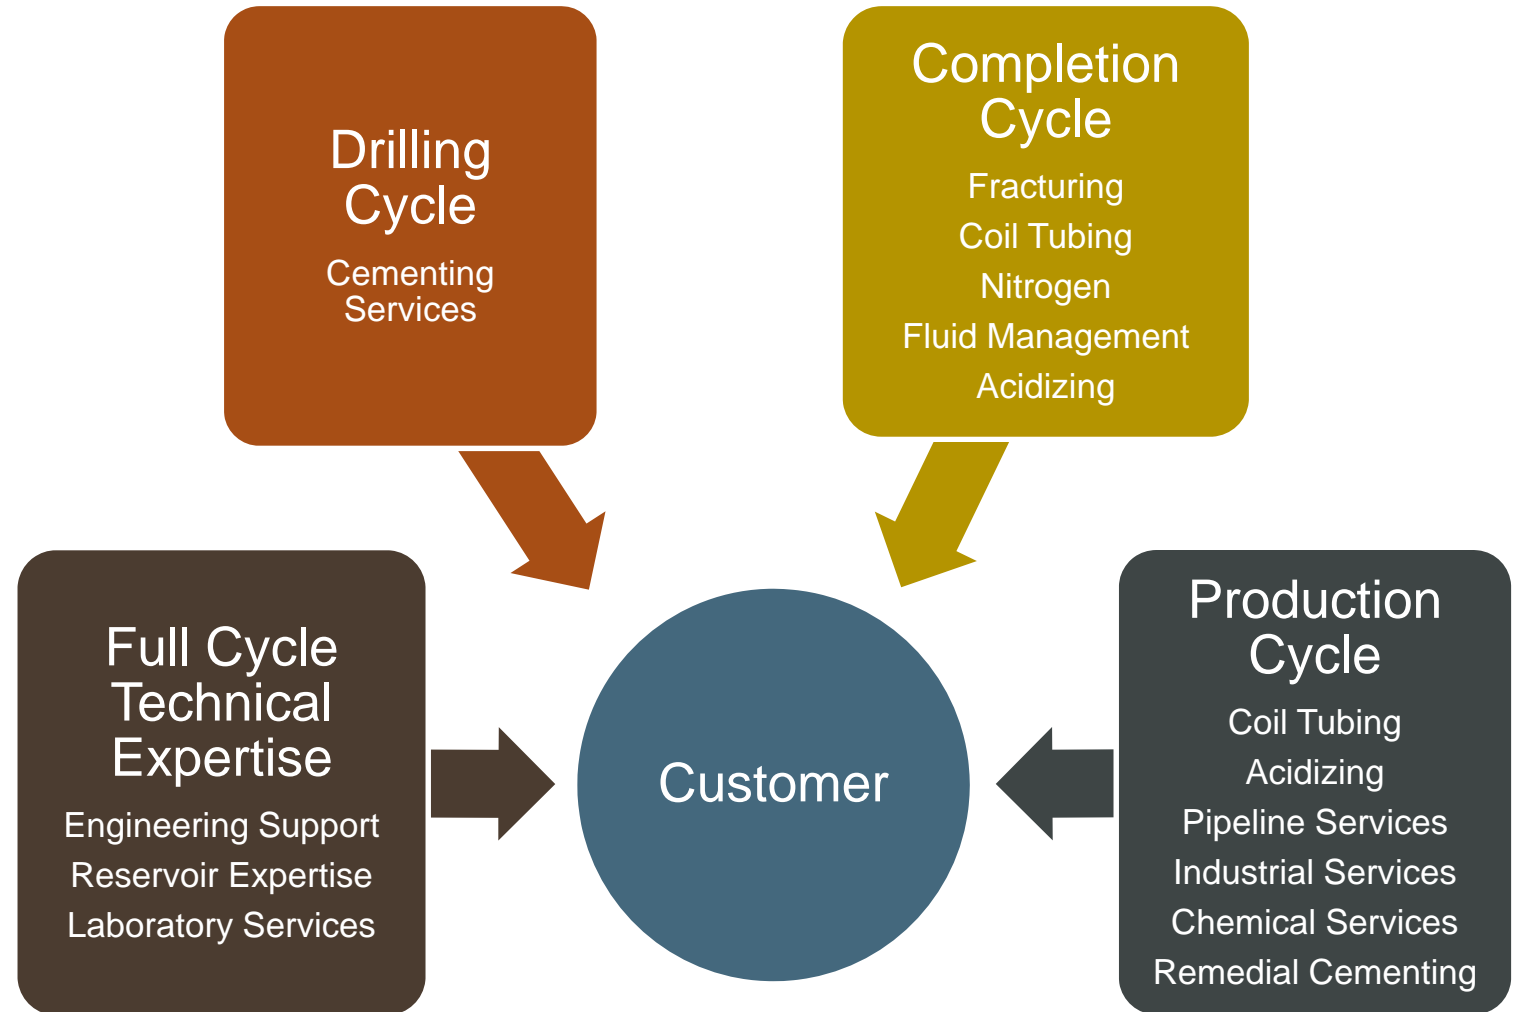 Drilling
Cycle
Cementing
Services
Completion
Cycle
Fracturing
Coil Tubing
Nitrogen
Fluid Management
Acidizing
Full Cycle
Technical
Expertise
Engineering Support
Reservoir Expertise
Laboratory Services
Customer
Production
Cycle
Coil Tubing
Acidizing
Pipeline Services
Industrial Services
Chemical Services
Remedial Cementing